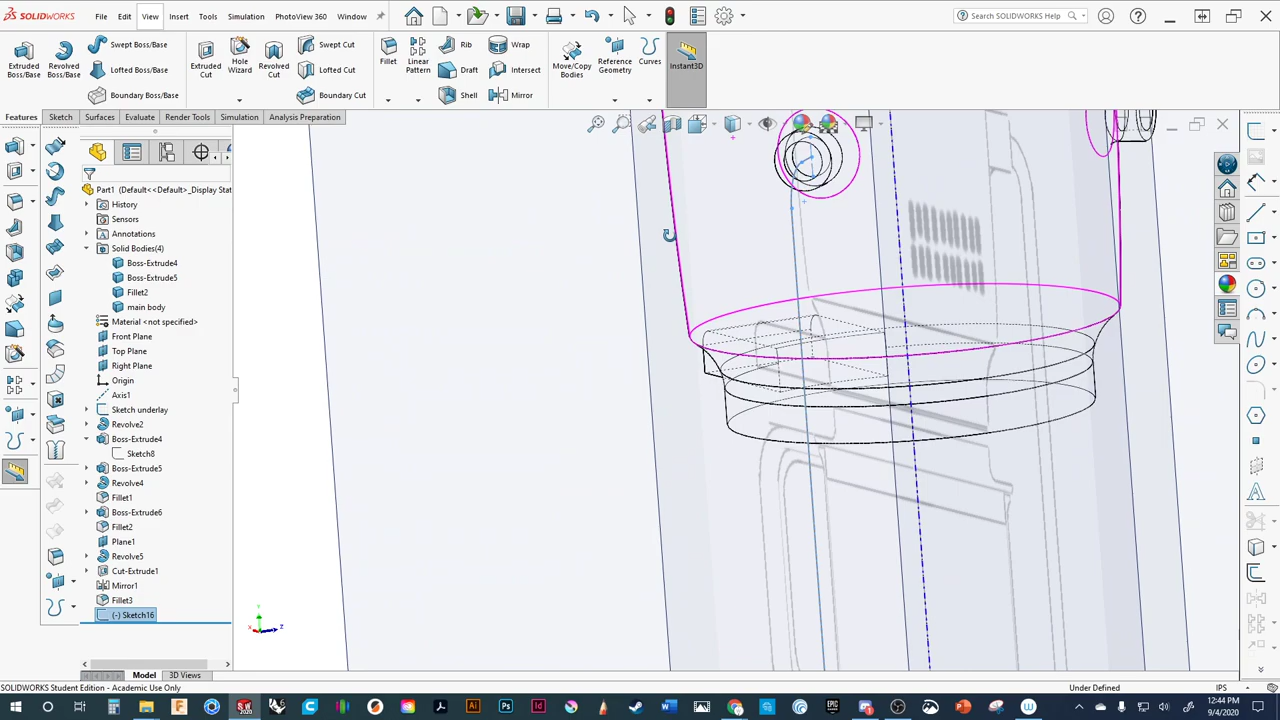 SOLIDWORKS
File
Edit
View
Insert
Tools
Simulation
PhotoView 360
Window
Search SOLIDWORKS Help
Extruded Boss/Base
Revolved Boss/Base
Swept Boss/Base
Lofted Boss/Base
Boundary Boss/Base
Extruded Cut
Hole Wizard
Revolved Cut
Swept Cut
Lofted Cut
Boundary Cut
Fillet
Linear Pattern
Rib
Draft
Shell
Wrap
Intersect
Mirror
Move/Copy Bodies
Reference Geometry
Curves
Instant3D
Features
Sketch
Surfaces
Evaluate
Render Tools
Simulation
Analysis Preparation
Part1 (Default<<Default>_Display Stat
History
Sensors
Annotations
Solid Bodies(4)
Boss-Extrude4
Boss-Extrude5
Fillet2
main body
Material <not specified>
Front Plane
Top Plane
Right Plane
Origin
Axis1
Sketch underlay
Revolve2
Boss-Extrude4
Sketch8
Boss-Extrude5
Revolve4
Fillet1
Boss-Extrude6
Fillet2
Plane1
Revolve5
Cut-Extrude1
Mirror1
Fillet3
(-) Sketch16
Model
3D Views
SOLIDWORKS Student Edition - Academic Use Only
Under Defined
IPS
12:44 PM
9/4/2020